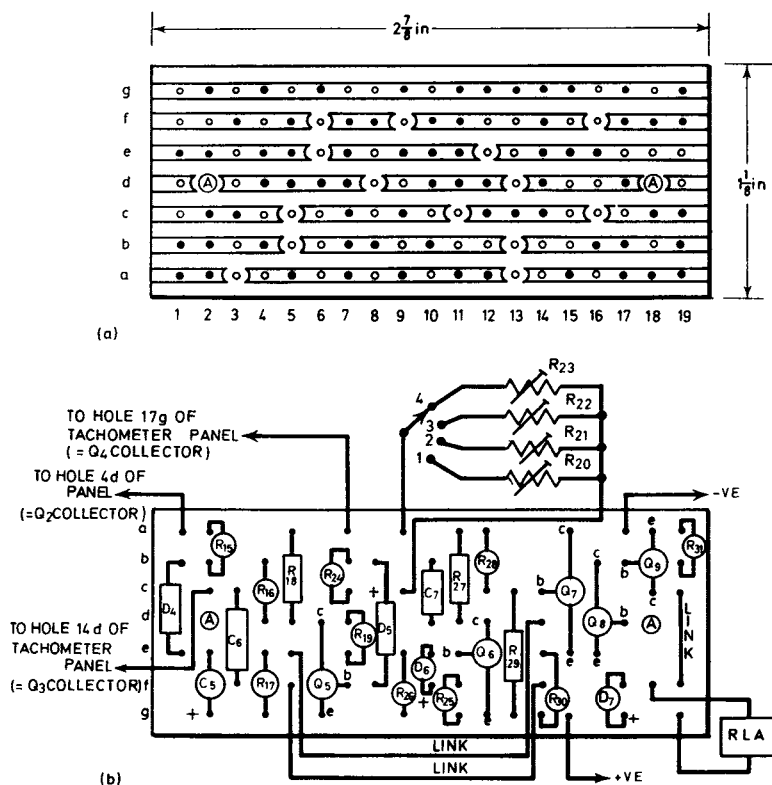 2 7/8 in
g
f
e
d A A
c
b
a
1 1/8 in
1 2 3 4 5 6 7 8 9 10 11 12 13 14 15 16 17 18 19
(a)
R23
4
TO HOLE 17g OF
TACHOMETER PANEL
(= Q4 COLLECTOR)
3 R22
2 R21
1 R20
TO HOLE 4d OF
PANEL
(=Q2COLLECTOR)
-VE
a R15 c e R31
b R18 R24 R28 c Q9
c D4 R16 + C7 R27 b Q7 b
d A C6 c R19 D5 c Q8 b c A LINK
e D6 b Q6 R29 e e
TO HOLE 14d OF
TACHOMETER
PANEL
(=Q3COLLECTOR)
f C5 R17 Q5 b R26 + R25 R30 D7
g + e e +
RLA
LINK
LINK
+VE
(b)